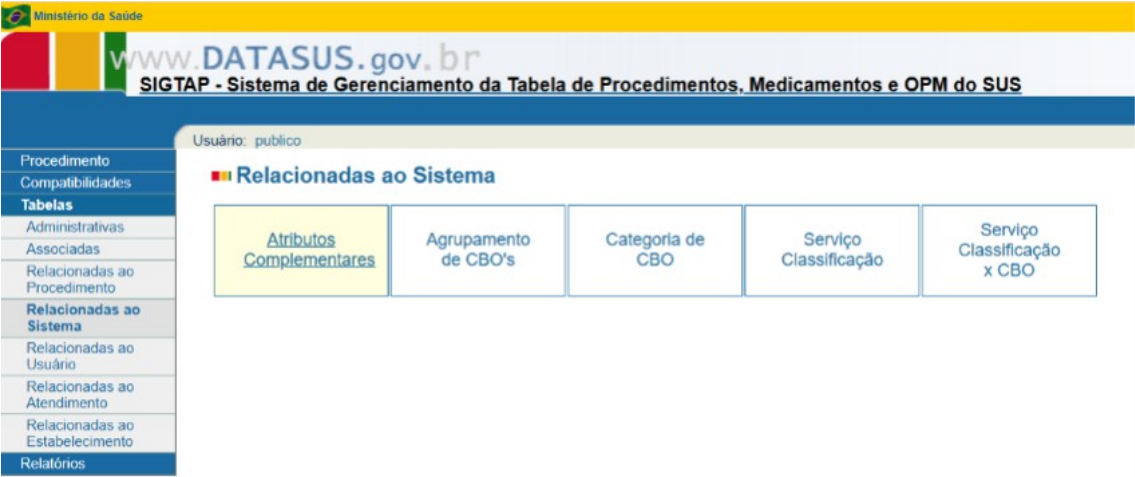 Ministério da Saúde
www.DATASUS.gov.br
SIGTAP - Sistema de Gerenciamento da Tabela de Procedimentos, Medicamentos e OPM do SUS
Usuário: publico
Procedimento
Compatibilidades
Tabelas
Administrativas
Associadas
Relacionadas ao
Procedimento
Relacionadas ao
Sistema
Relacionadas ao
Usuário
Relacionadas ao
Atendimento
Relacionadas ao
Estabelecimento
Relatórios
Relacionadas ao Sistema
Atributos
Complementares
Agrupamento
de CBO's
Categoria de
CBO
Serviço
Classificação
Serviço
Classificação
x CBO